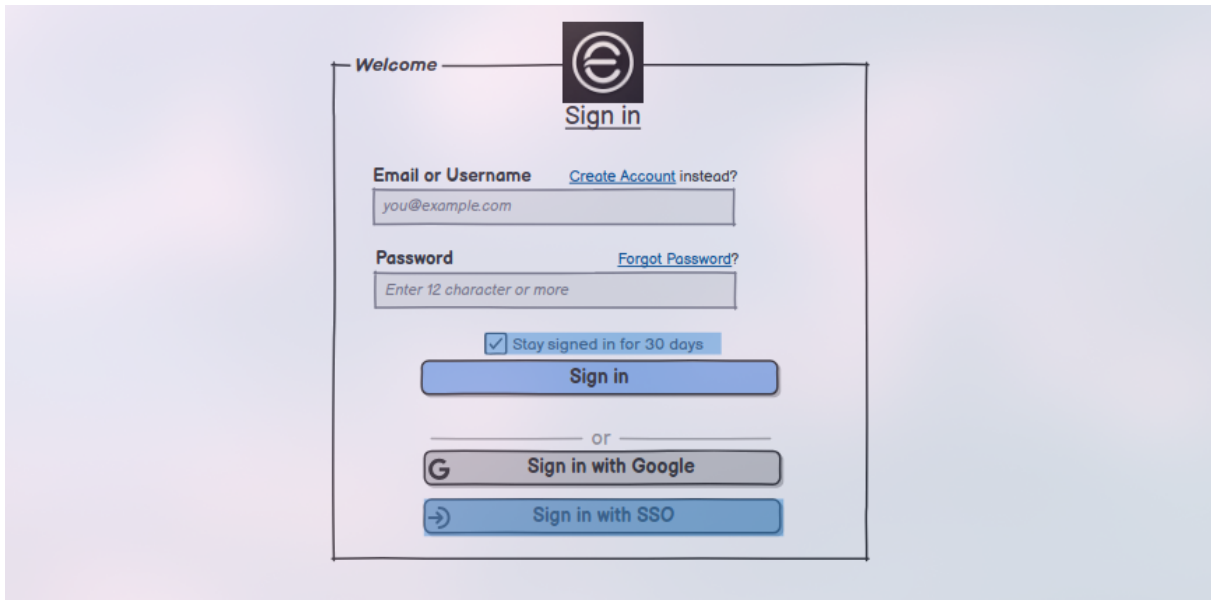 Welcome
Sign in
Email or Username Create Account instead?
you@example.com
Password Forgot Password?
Enter 12 character or more
Stay signed in for 30 days
Sign in
or
Sign in with Google
Sign in with SSO